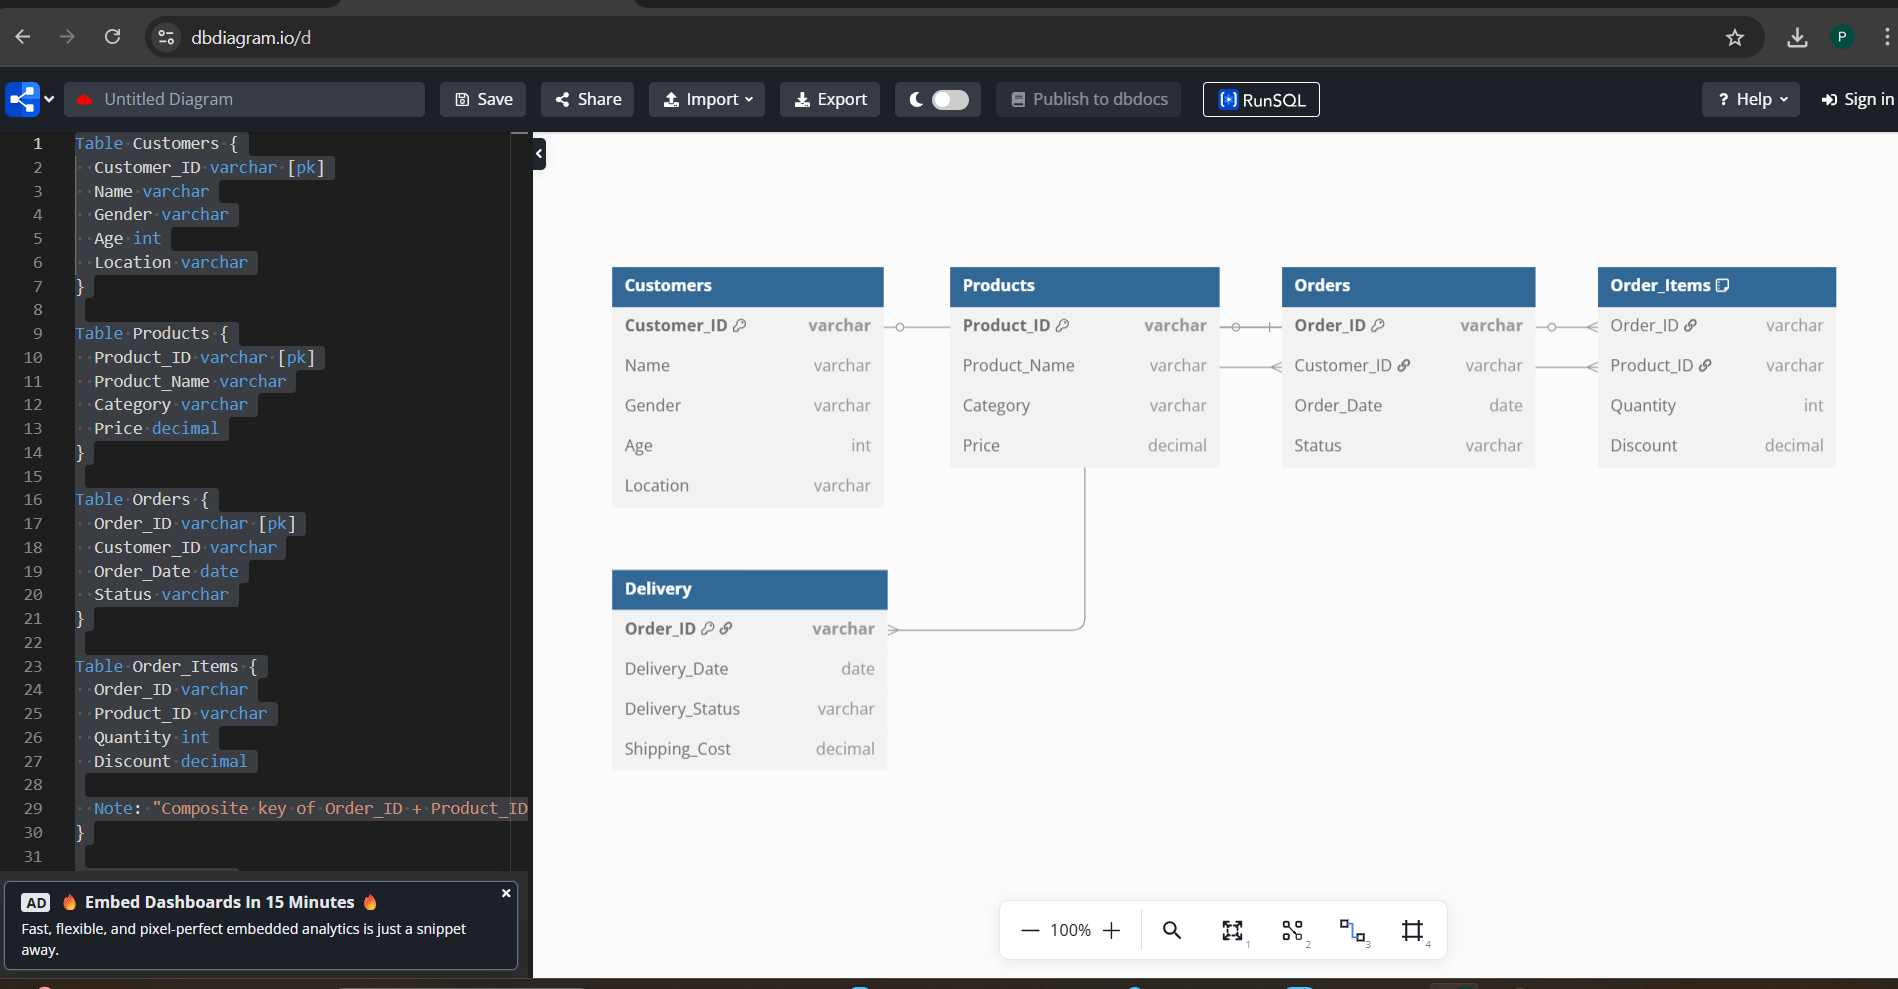 dbdiagram.io/d
P
Untitled Diagram
Save
Share
Import
Export
Publish to dbdocs
RunSQL
? Help
Sign in
1 Table Customers {
2 Customer_ID varchar [pk]
3 Name varchar
4 Gender varchar
5 Age int
6 Location varchar
7 }
8
9 Table Products {
10 Product_ID varchar [pk]
11 Product_Name varchar
12 Category varchar
13 Price decimal
14 }
15
16 Table Orders {
17 Order_ID varchar [pk]
18 Customer_ID varchar
19 Order_Date date
20 Status varchar
21 }
22
23 Table Order_Items {
24 Order_ID varchar
25 Product_ID varchar
26 Quantity int
27 Discount decimal
28
29 Note: "Composite key of Order_ID + Product_ID
30 }
31
AD Embed Dashboards In 15 Minutes
Fast, flexible, and pixel-perfect embedded analytics is just a snippet
away.
Customers
Customer_ID varchar
Name varchar
Gender varchar
Age int
Location varchar
Products
Product_ID varchar
Product_Name varchar
Category varchar
Price decimal
Orders
Order_ID varchar
Customer_ID varchar
Order_Date date
Status varchar
Order_Items
Order_ID varchar
Product_ID varchar
Quantity int
Discount decimal
Delivery
Order_ID varchar
Delivery_Date date
Delivery_Status varchar
Shipping_Cost decimal
100%
1
2
3
4